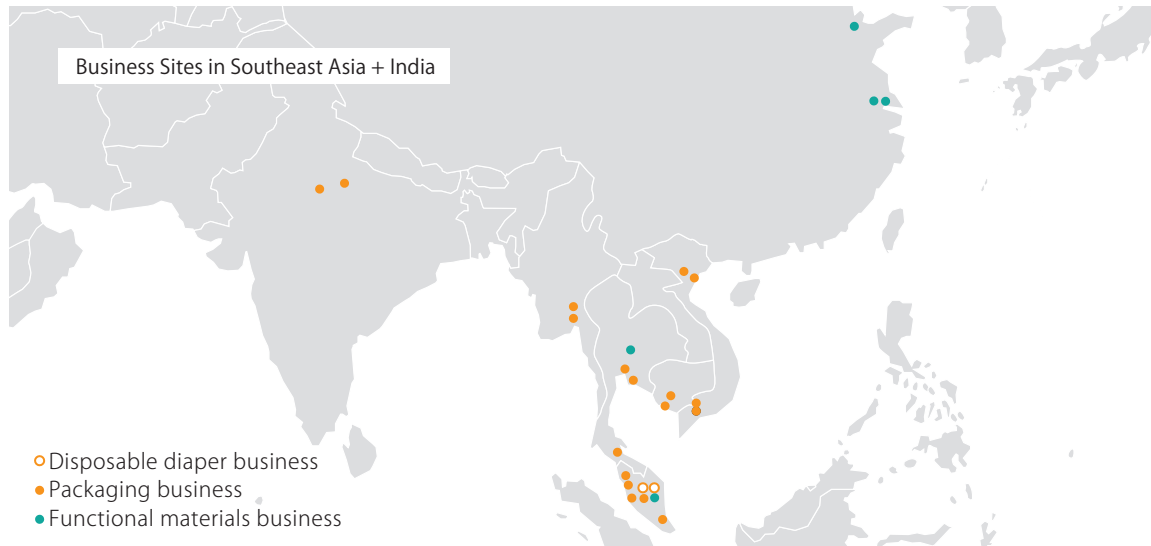 Business Sites in Southeast Asia + India
Disposable diaper business
Packaging business
Functional materials business